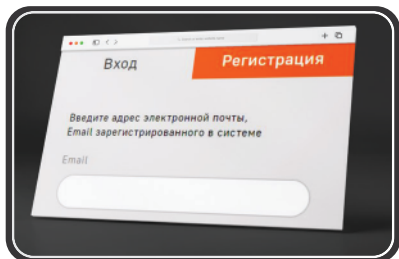 Вход
Регистрация
Введите адрес электронной почты,
Email зарегистрированного в системе
Email